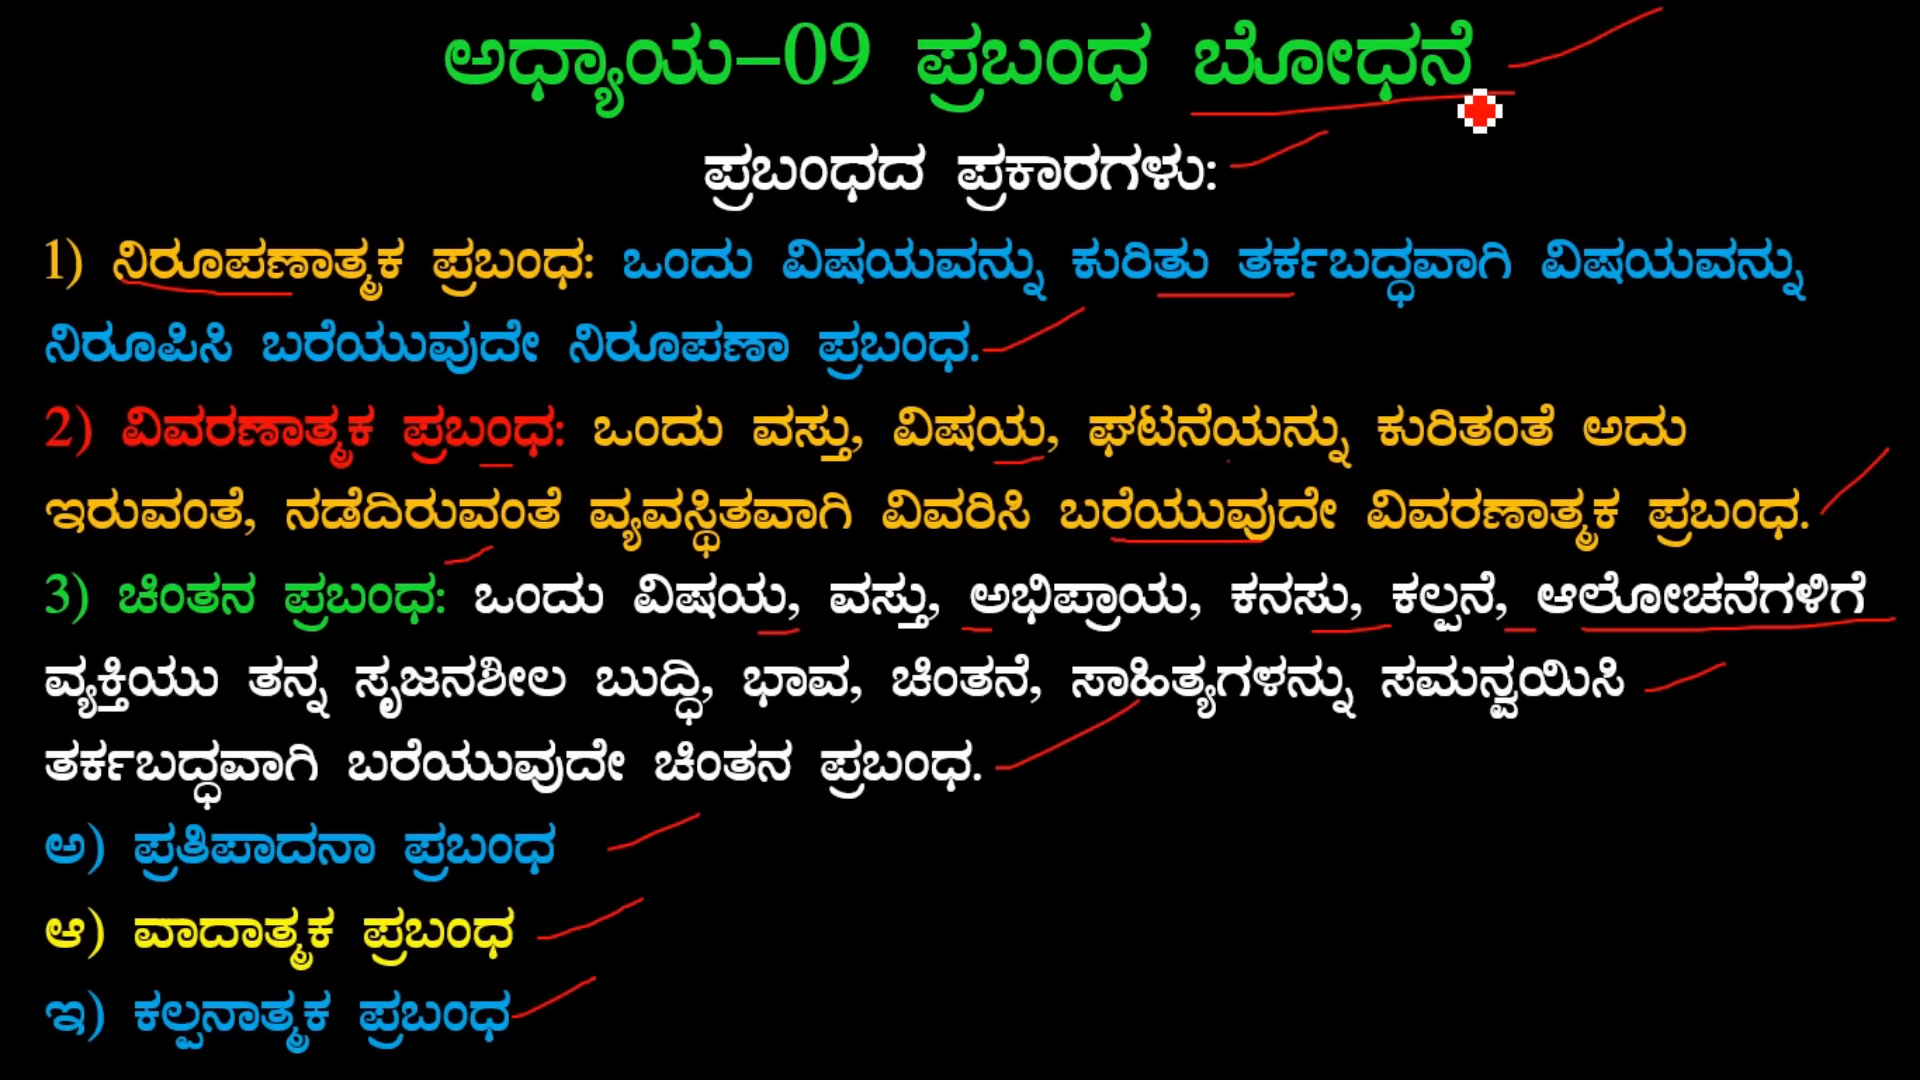 ಅಧ್ಯಾಯ–09 ಪ್ರಬಂಧ ಬೋಧನೆ
ಪ್ರಬಂಧದ ಪ್ರಕಾರಗಳು:
1) ನಿರೂಪಣಾತ್ಮಕ ಪ್ರಬಂಧ: ಒಂದು ವಿಷಯವನ್ನು ಕುರಿತು ತರ್ಕಬದ್ಧವಾಗಿ ವಿಷಯವನ್ನು
ನಿರೂಪಿಸಿ ಬರೆಯುವುದೇ ನಿರೂಪಣಾ ಪ್ರಬಂಧ.
2) ವಿವರಣಾತ್ಮಕ ಪ್ರಬಂಧ: ಒಂದು ವಸ್ತು, ವಿಷಯ, ಘಟನೆಯನ್ನು ಕುರಿತಂತೆ ಅದು
ಇರುವಂತೆ, ನಡೆದಿರುವಂತೆ ವ್ಯವಸ್ಥಿತವಾಗಿ ವಿವರಿಸಿ ಬರೆಯುವುದೇ ವಿವರಣಾತ್ಮಕ ಪ್ರಬಂಧ.
3) ಚಿಂತನ ಪ್ರಬಂಧ: ಒಂದು ವಿಷಯ, ವಸ್ತು, ಅಭಿಪ್ರಾಯ, ಕನಸು, ಕಲ್ಪನೆ, ಆಲೋಚನೆಗಳಿಗೆ
ವ್ಯಕ್ತಿಯು ತನ್ನ ಸೃಜನಶೀಲ ಬುದ್ಧಿ, ಭಾವ, ಚಿಂತನೆ, ಸಾಹಿತ್ಯಗಳನ್ನು ಸಮನ್ವಯಿಸಿ
ತರ್ಕಬದ್ಧವಾಗಿ ಬರೆಯುವುದೇ ಚಿಂತನ ಪ್ರಬಂಧ.
ಅ) ಪ್ರತಿಪಾದನಾ ಪ್ರಬಂಧ
ಆ) ವಾದಾತ್ಮಕ ಪ್ರಬಂಧ
ಇ) ಕಲ್ಪನಾತ್ಮಕ ಪ್ರಬಂಧ